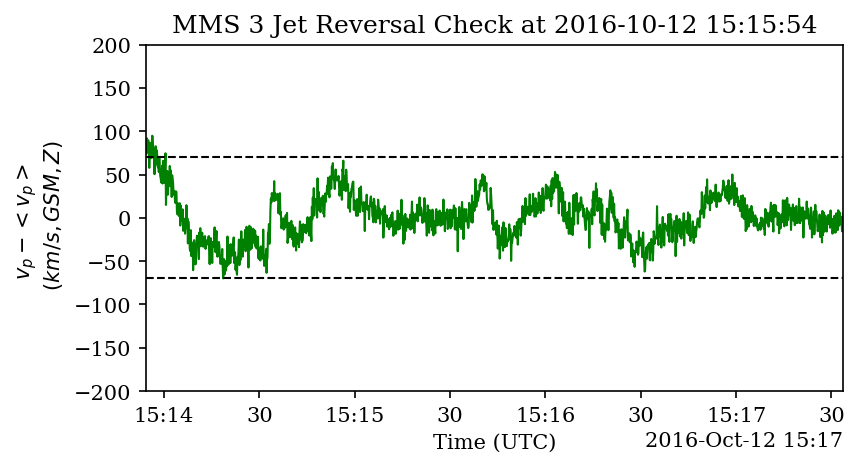 MMS 3 Jet Reversal Check at 2016-10-12 15:15:54
200
150
100
50
0
−50
−100
−150
−200
v_p − < v_p >
(km/s, GSM, Z)
15:14 30 15:15 30 15:16 30 15:17 30
Time (UTC)
2016-Oct-12 15:17